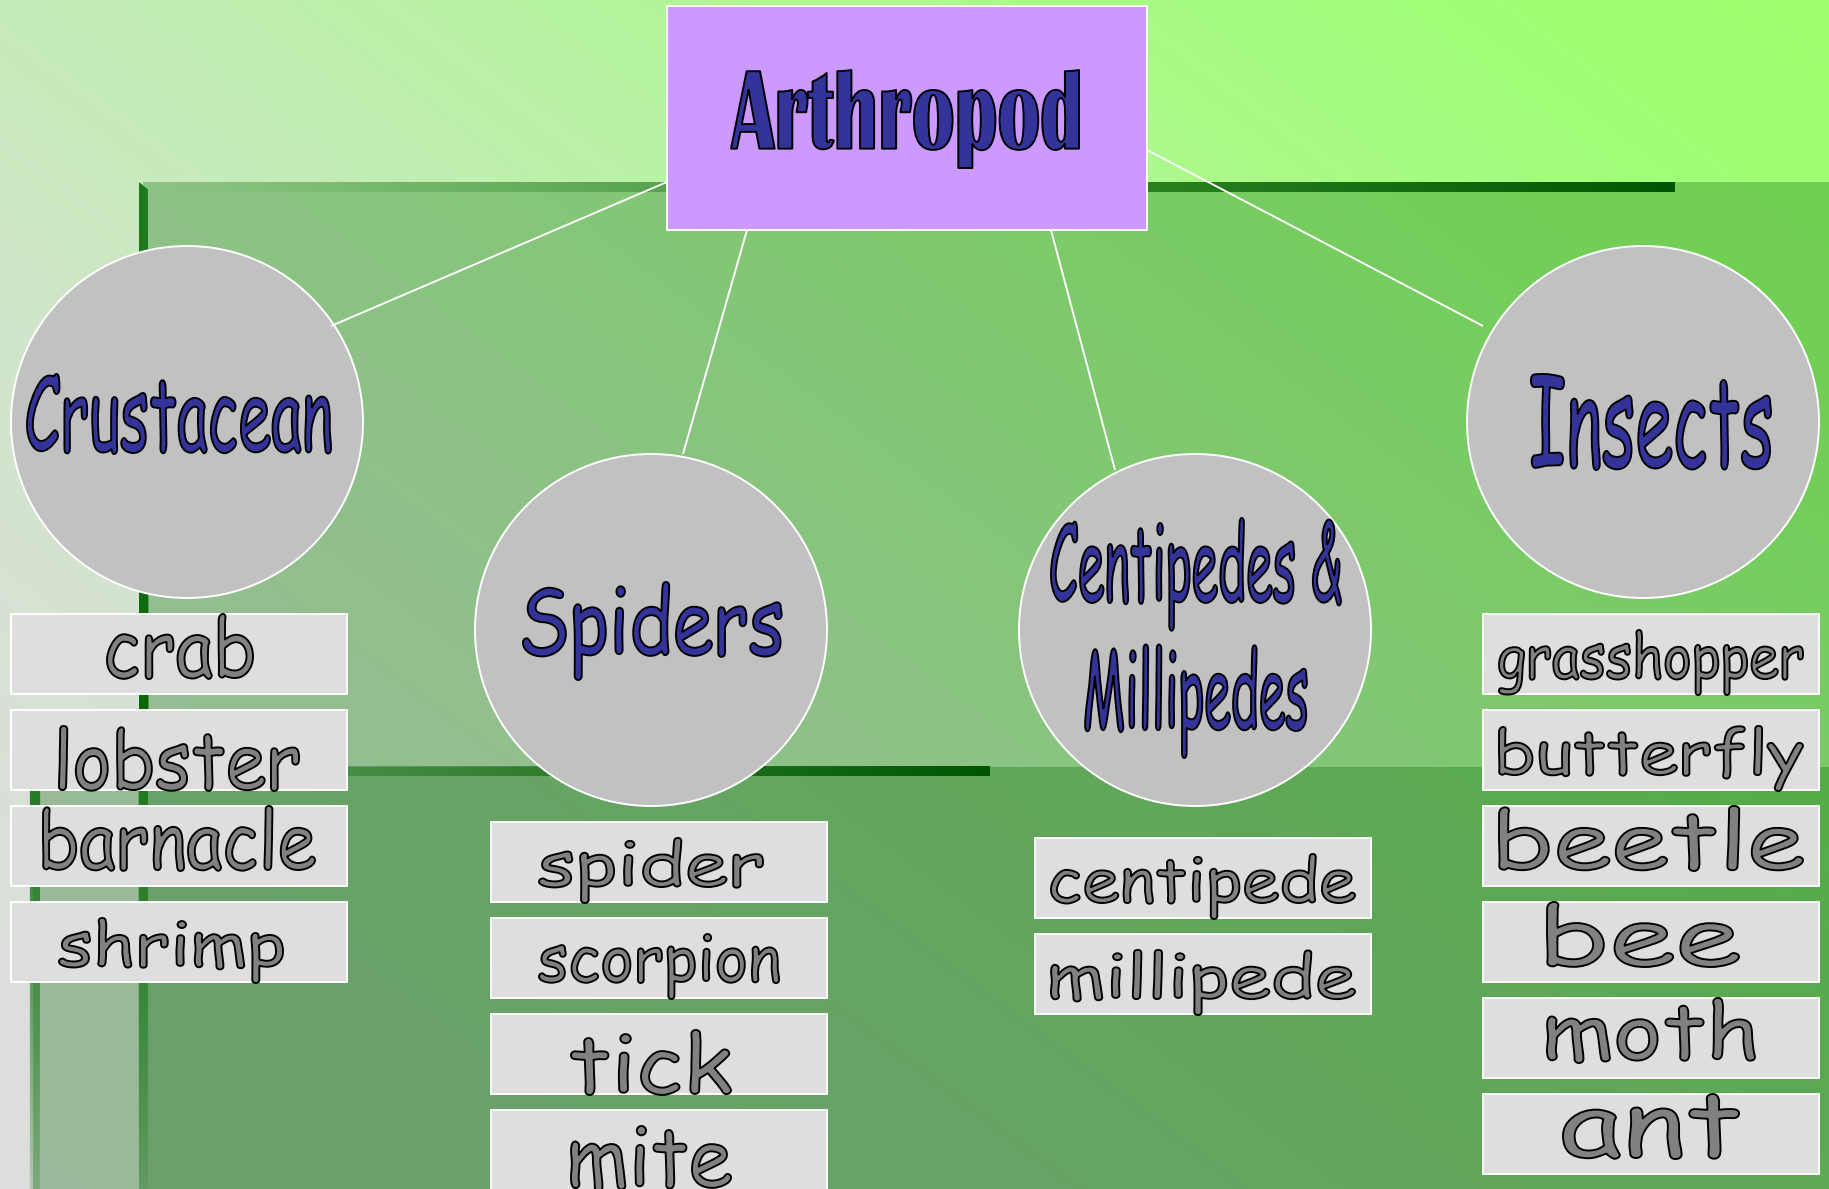 Arthropod
Crustacean
crab
lobster
barnacle
shrimp
Spiders
spider
scorpion
tick
mite
Centipedes &
Millipedes
centipede
millipede
Insects
grasshopper
butterfly
beetle
bee
moth
ant